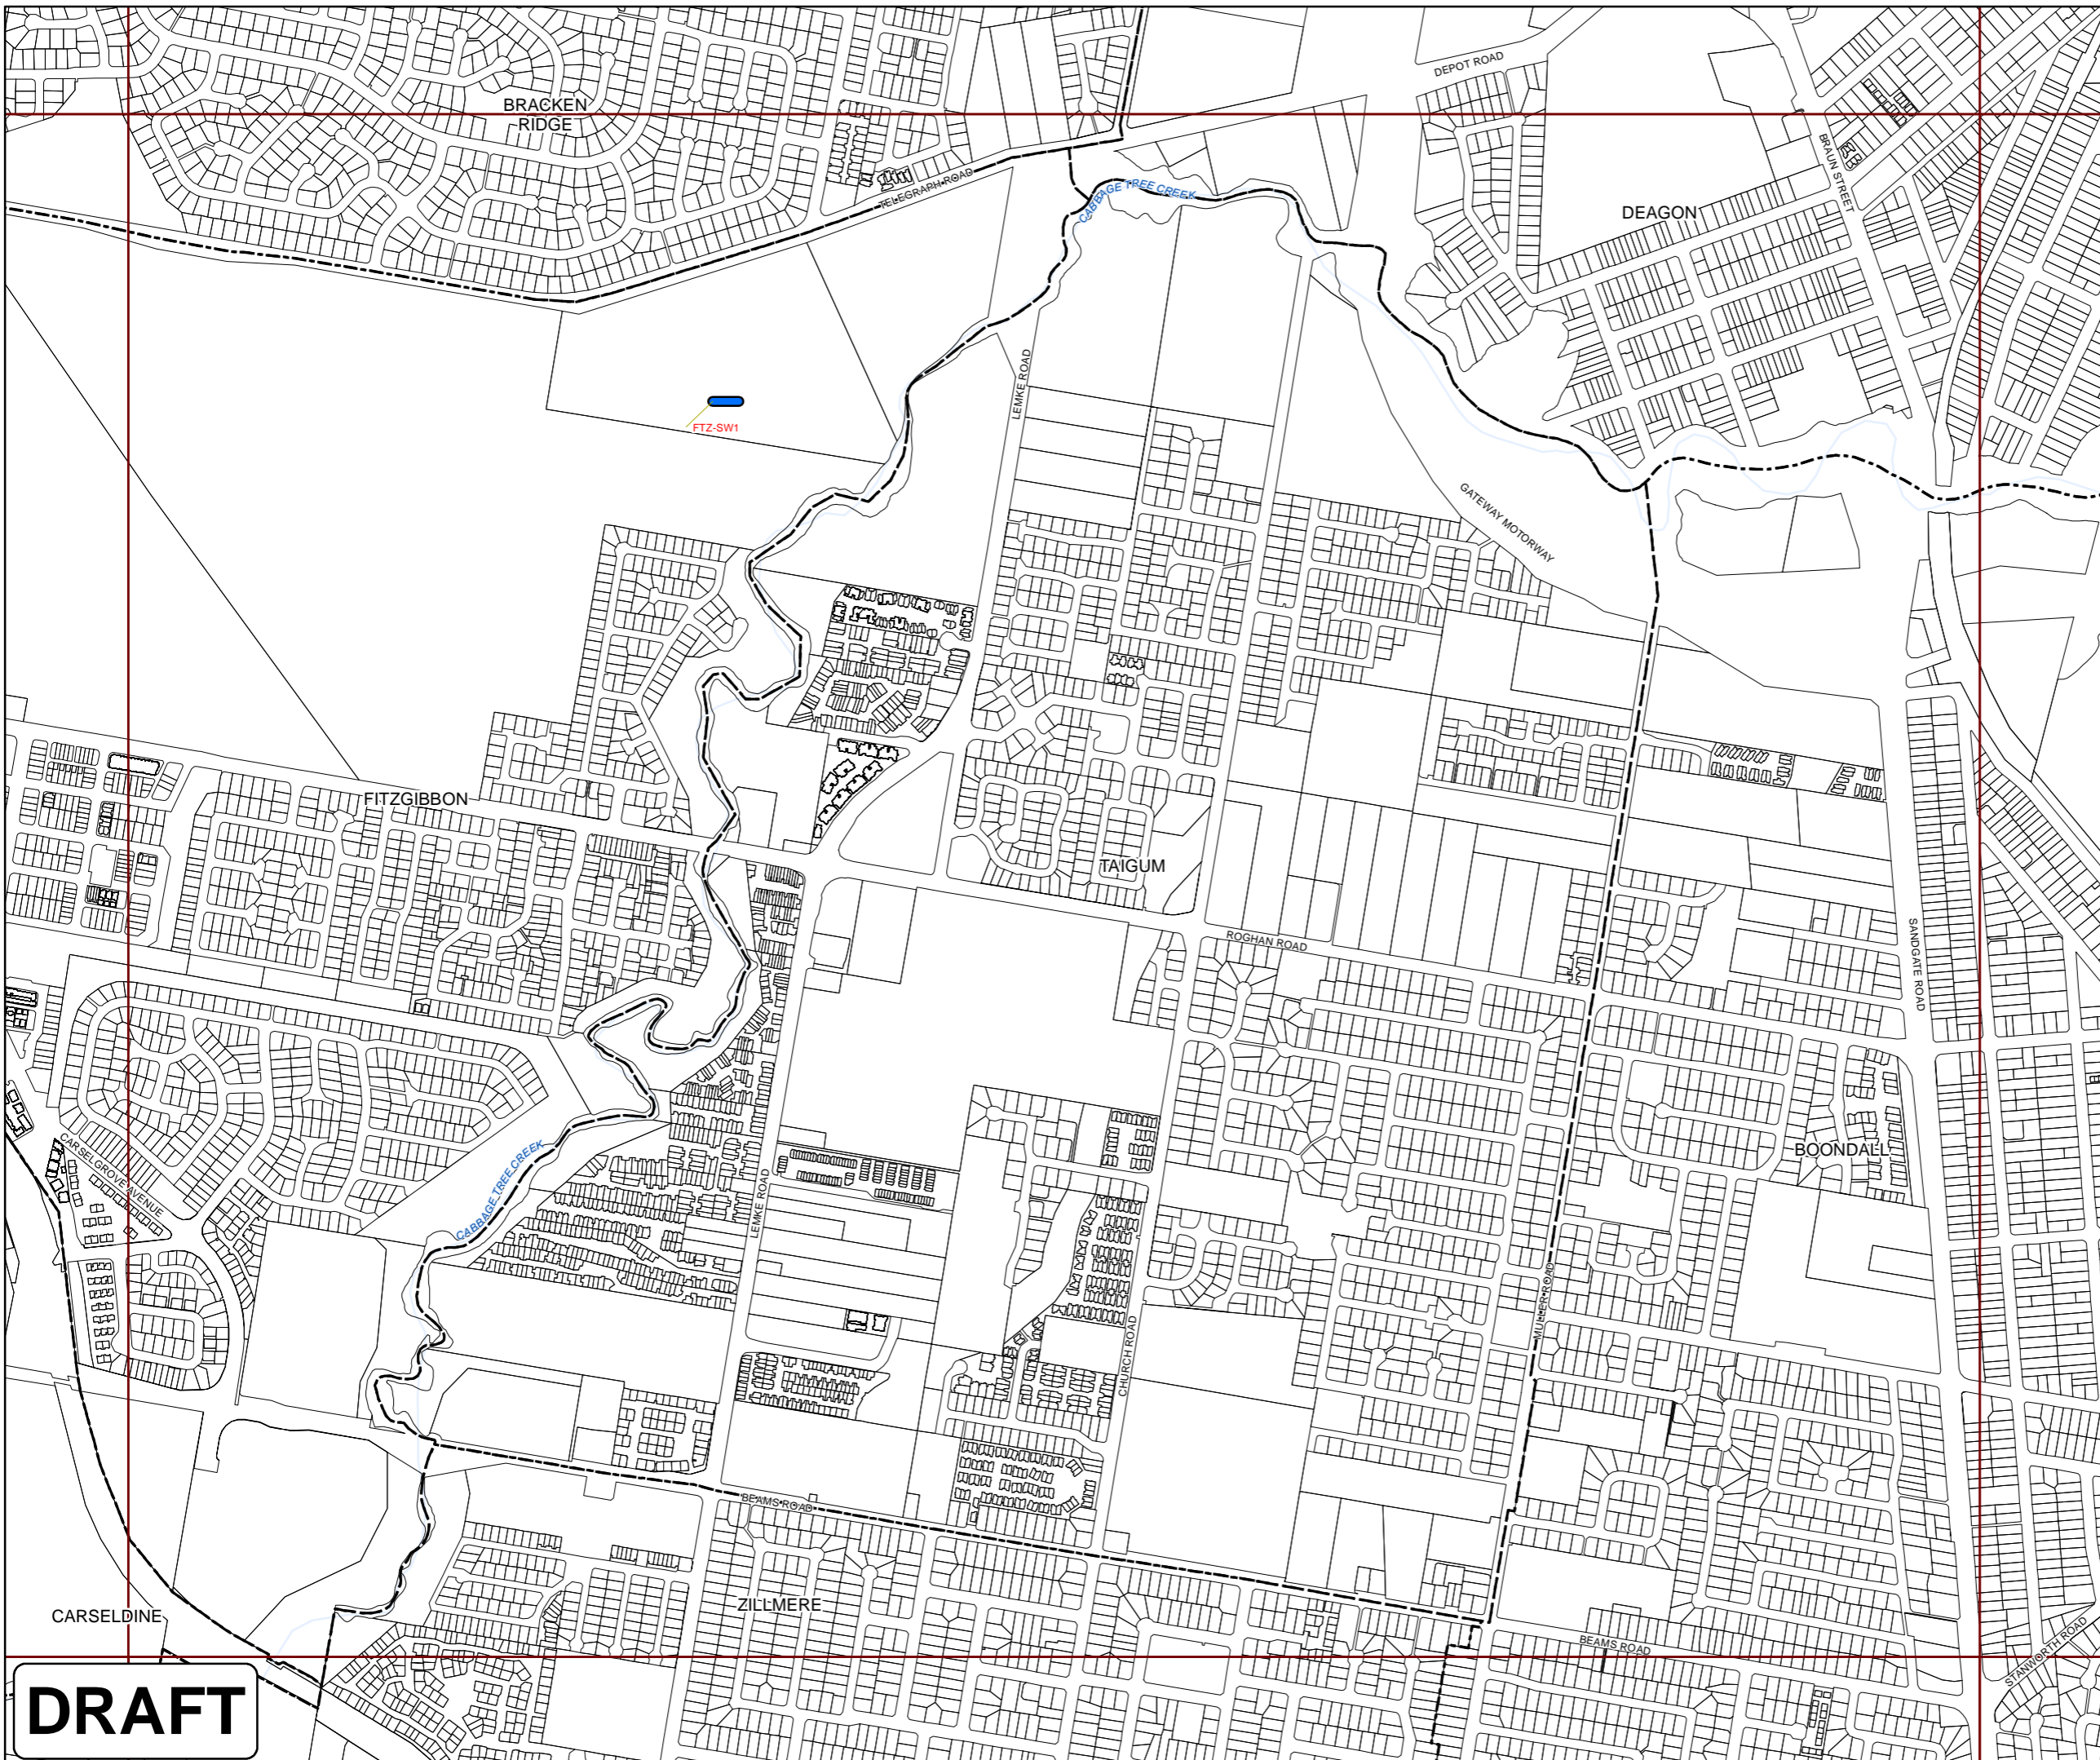 DEPOT ROAD
BRACKEN
RIDGE
BRAUN STREET
TELEGRAPH ROAD
CABBAGE TREE CREEK
DEAGON
LEMKE ROAD
FTZ-SW1
GATEWAY MOTORWAY
FITZGIBBON
TAIGUM
ROGHAN ROAD
SANDGATE ROAD
CARSELGROVE AVENUE
CABBAGE TREE CREEK
LEMKE ROAD
BOONDALL
MULLER ROAD
CHURCH ROAD
BEAMS ROAD
ZILLMERE
CARSELDINE
BEAMS ROAD
STANWORTH ROAD
DRAFT